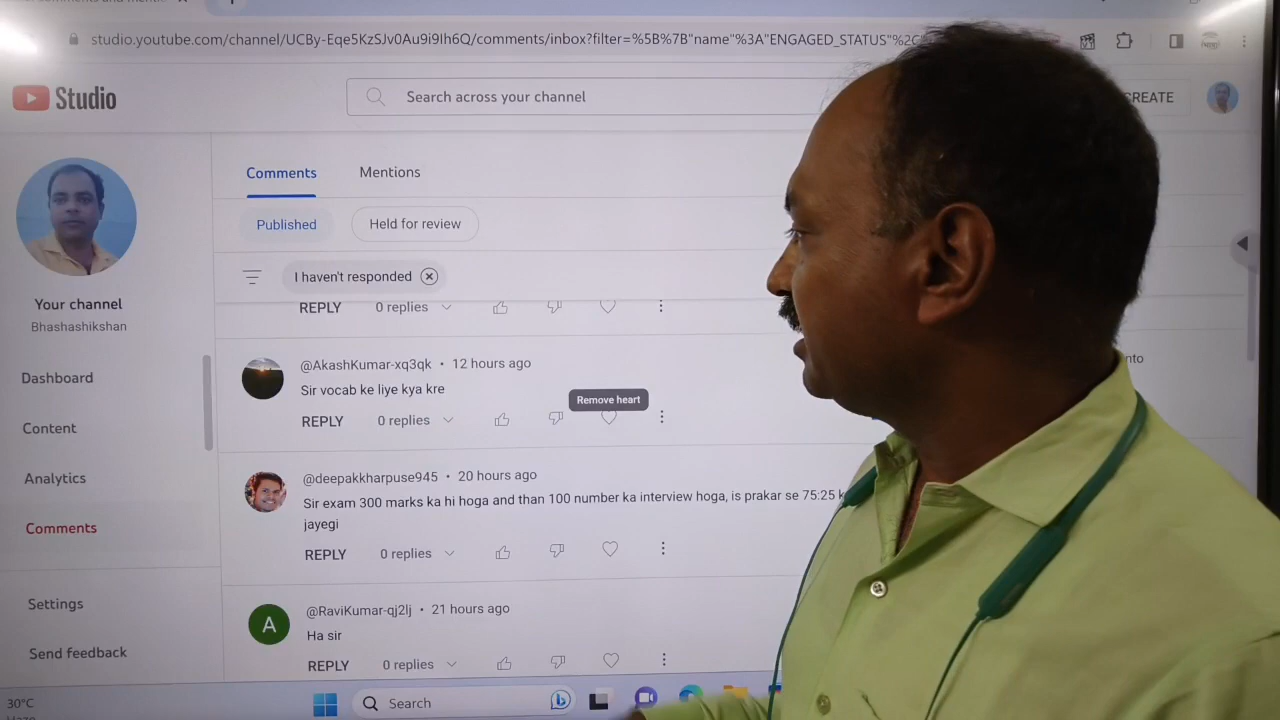 studio.youtube.com/channel/UCBy-Eqe5KzSJv0Au9i9Ih6Q/comments/inbox?filter=%5B%7B"name"%3A"ENGAGED_STATUS"%2C
Studio
Search across your channel
CREATE
Comments
Mentions
Published
Held for review
I haven't responded
Your channel
Bhashashikshan
Dashboard
Content
Analytics
Comments
Settings
Send feedback
REPLY 0 replies
@AkashKumar-xq3qk • 12 hours ago
Sir vocab ke liye kya kre
Remove heart
REPLY 0 replies
@deepakkharpuse945 • 20 hours ago
Sir exam 300 marks ka hi hoga and than 100 number ka interview hoga, is prakar se 75:25
jayegi
REPLY 0 replies
A
@RaviKumar-qj2lj • 21 hours ago
Ha sir
REPLY 0 replies
30°C
Search